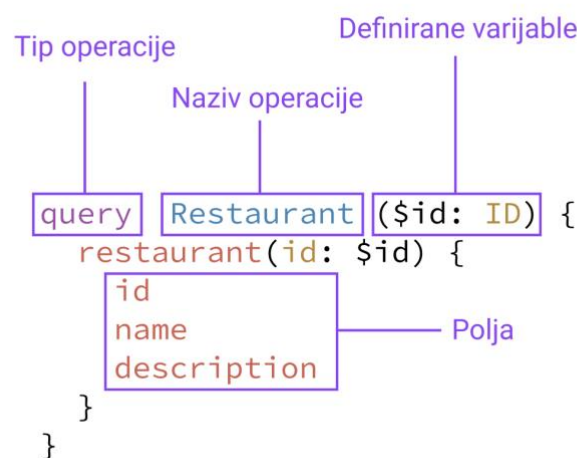 Tip operacije
Definirane varijable
Naziv operacije
query Restaurant ($id: ID) {
restaurant(id: $id) {
id
name
description
Polja
}
}